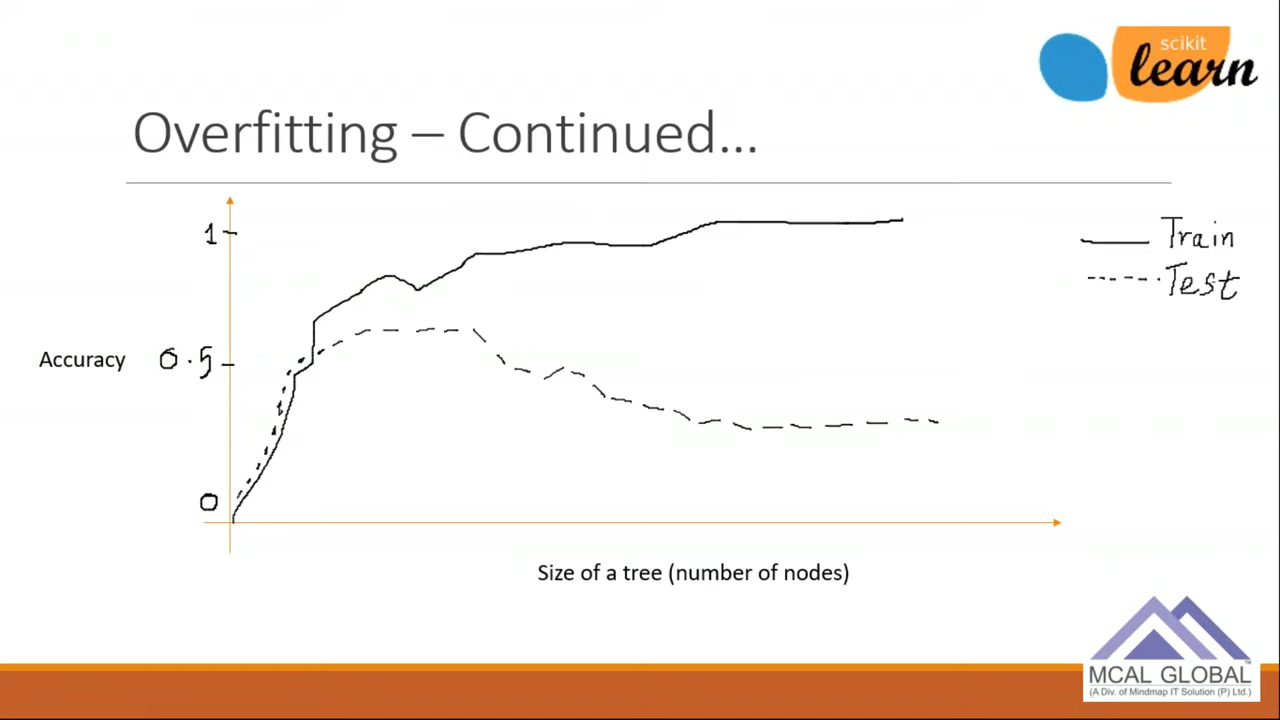 scikit
learn
Overfitting – Continued...
1
Train
Test
Accuracy 0.5
0
Size of a tree (number of nodes)
MCAL GLOBAL™
(A Div. of Mindmap IT Solution (P) Ltd.)